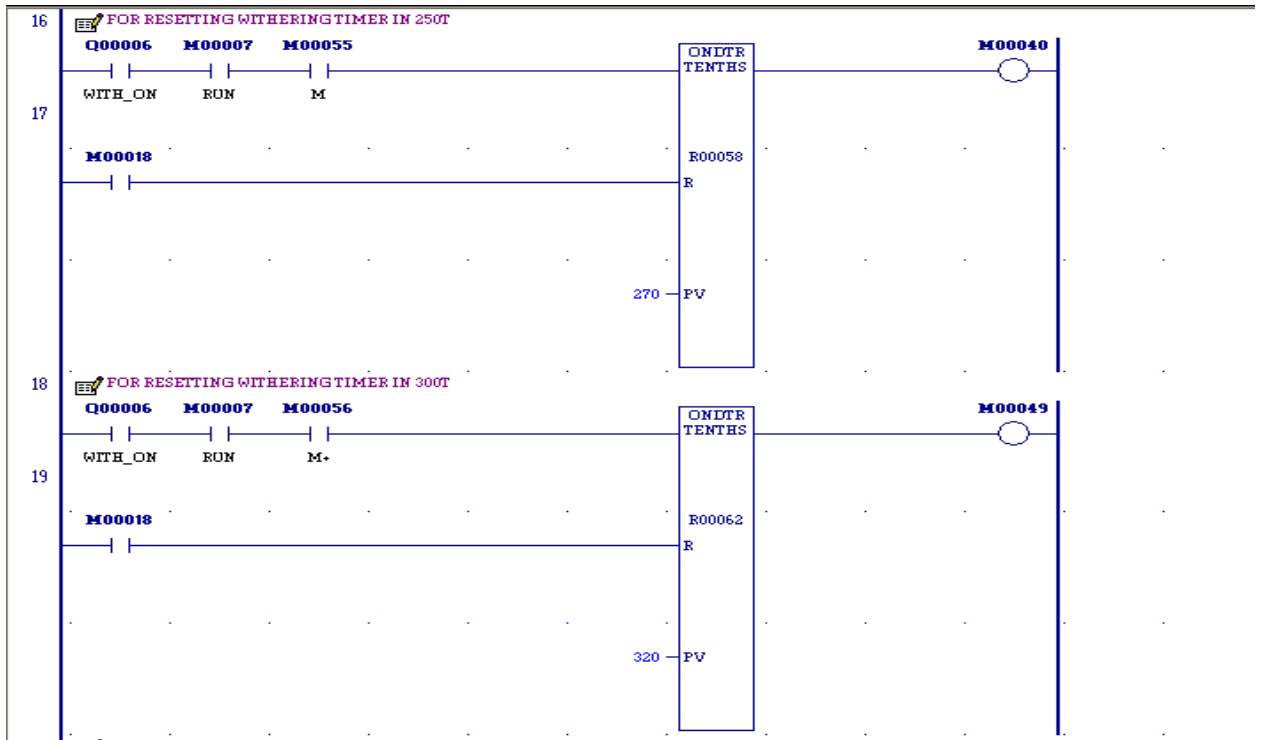 16 FOR RESETTING WITHERING TIMER IN 250T
Q00006 M00007 M00055 ONDTR M00040
TENTHS
WITH_ON RUN M
17
M00018 R00058
R
270 PV
18 FOR RESETTING WITHERING TIMER IN 300T
Q00006 M00007 M00056 ONDTR M00049
TENTHS
WITH_ON RUN M+
19
M00018 R00062
R
320 PV